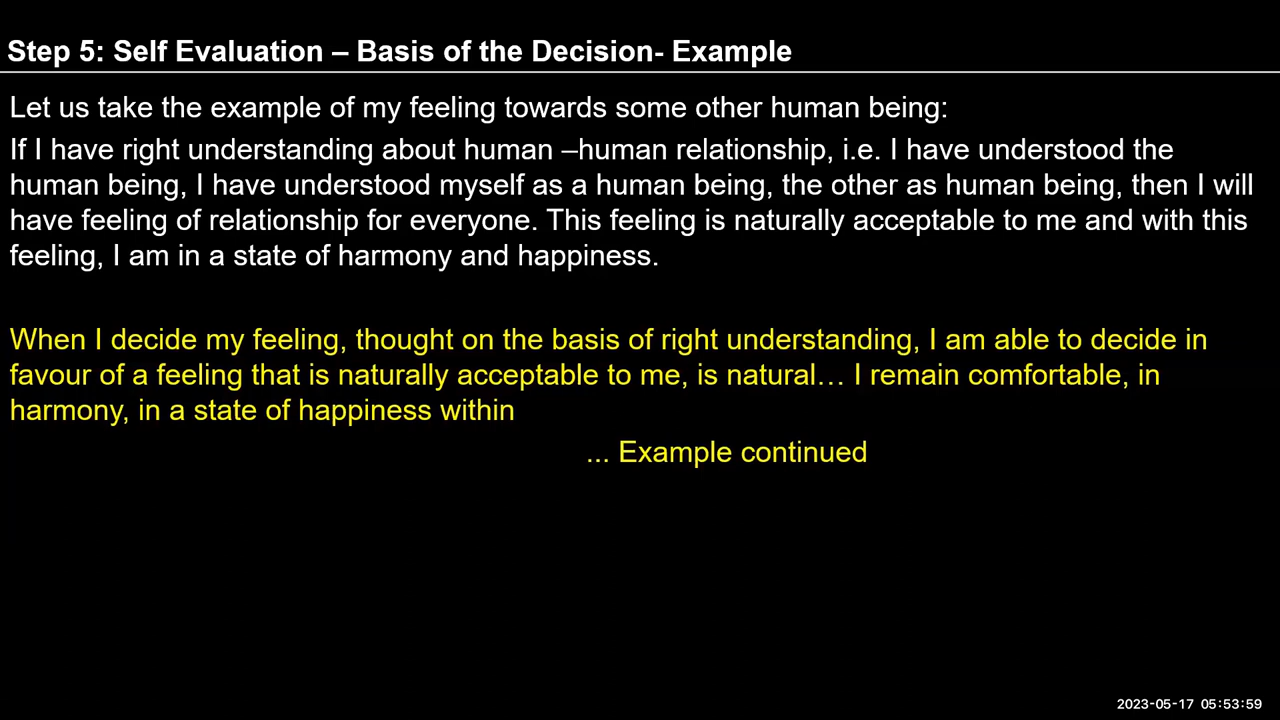 Step 5: Self Evaluation – Basis of the Decision- Example
Let us take the example of my feeling towards some other human being:
If I have right understanding about human –human relationship, i.e. I have understood the
human being, I have understood myself as a human being, the other as human being, then I will
have feeling of relationship for everyone. This feeling is naturally acceptable to me and with this
feeling, I am in a state of harmony and happiness.
When I decide my feeling, thought on the basis of right understanding, I am able to decide in
favour of a feeling that is naturally acceptable to me, is natural… I remain comfortable, in
harmony, in a state of happiness within
... Example continued
2023-05-17 05:53:59